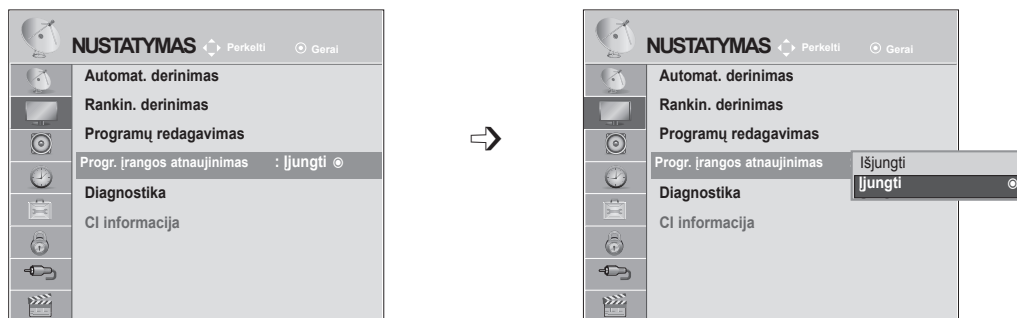 NUSTATYMAS Perkelti Gerai
Automat. derinimas
Rankin. derinimas
Programų redagavimas
Progr. įrangos atnaujinimas : Įjungti
Diagnostika
CI informacija
NUSTATYMAS Perkelti Gerai
Automat. derinimas
Rankin. derinimas
Programų redagavimas
Progr. įrangos atnaujinimas :
Išjungti
Įjungti
Diagnostika
CI informacija